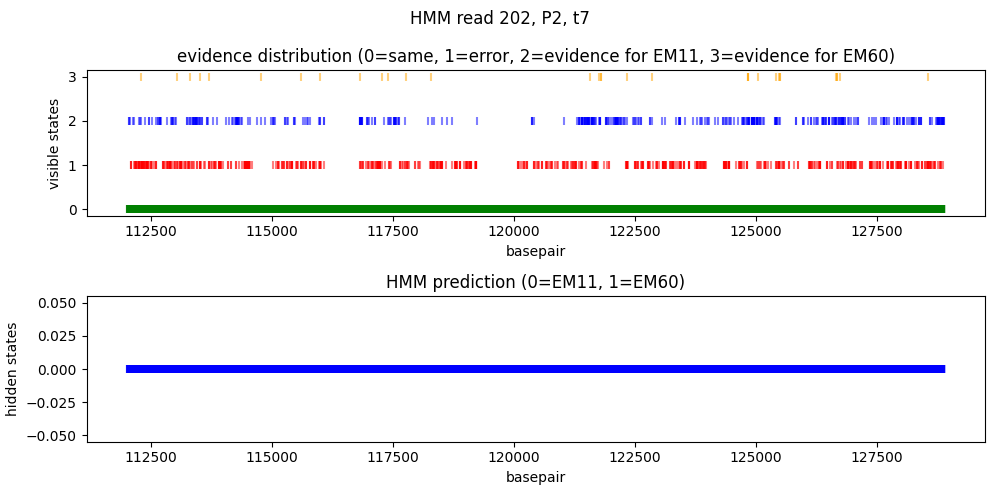 HMM read 202, P2, t7
evidence distribution (0=same, 1=error, 2=evidence for EM11, 3=evidence for EM60)
visible states
3
2
1
0
112500 115000 117500 120000 122500 125000 127500
basepair
HMM prediction (0=EM11, 1=EM60)
hidden states
0.050
0.025
0.000
−0.025
−0.050
112500 115000 117500 120000 122500 125000 127500
basepair